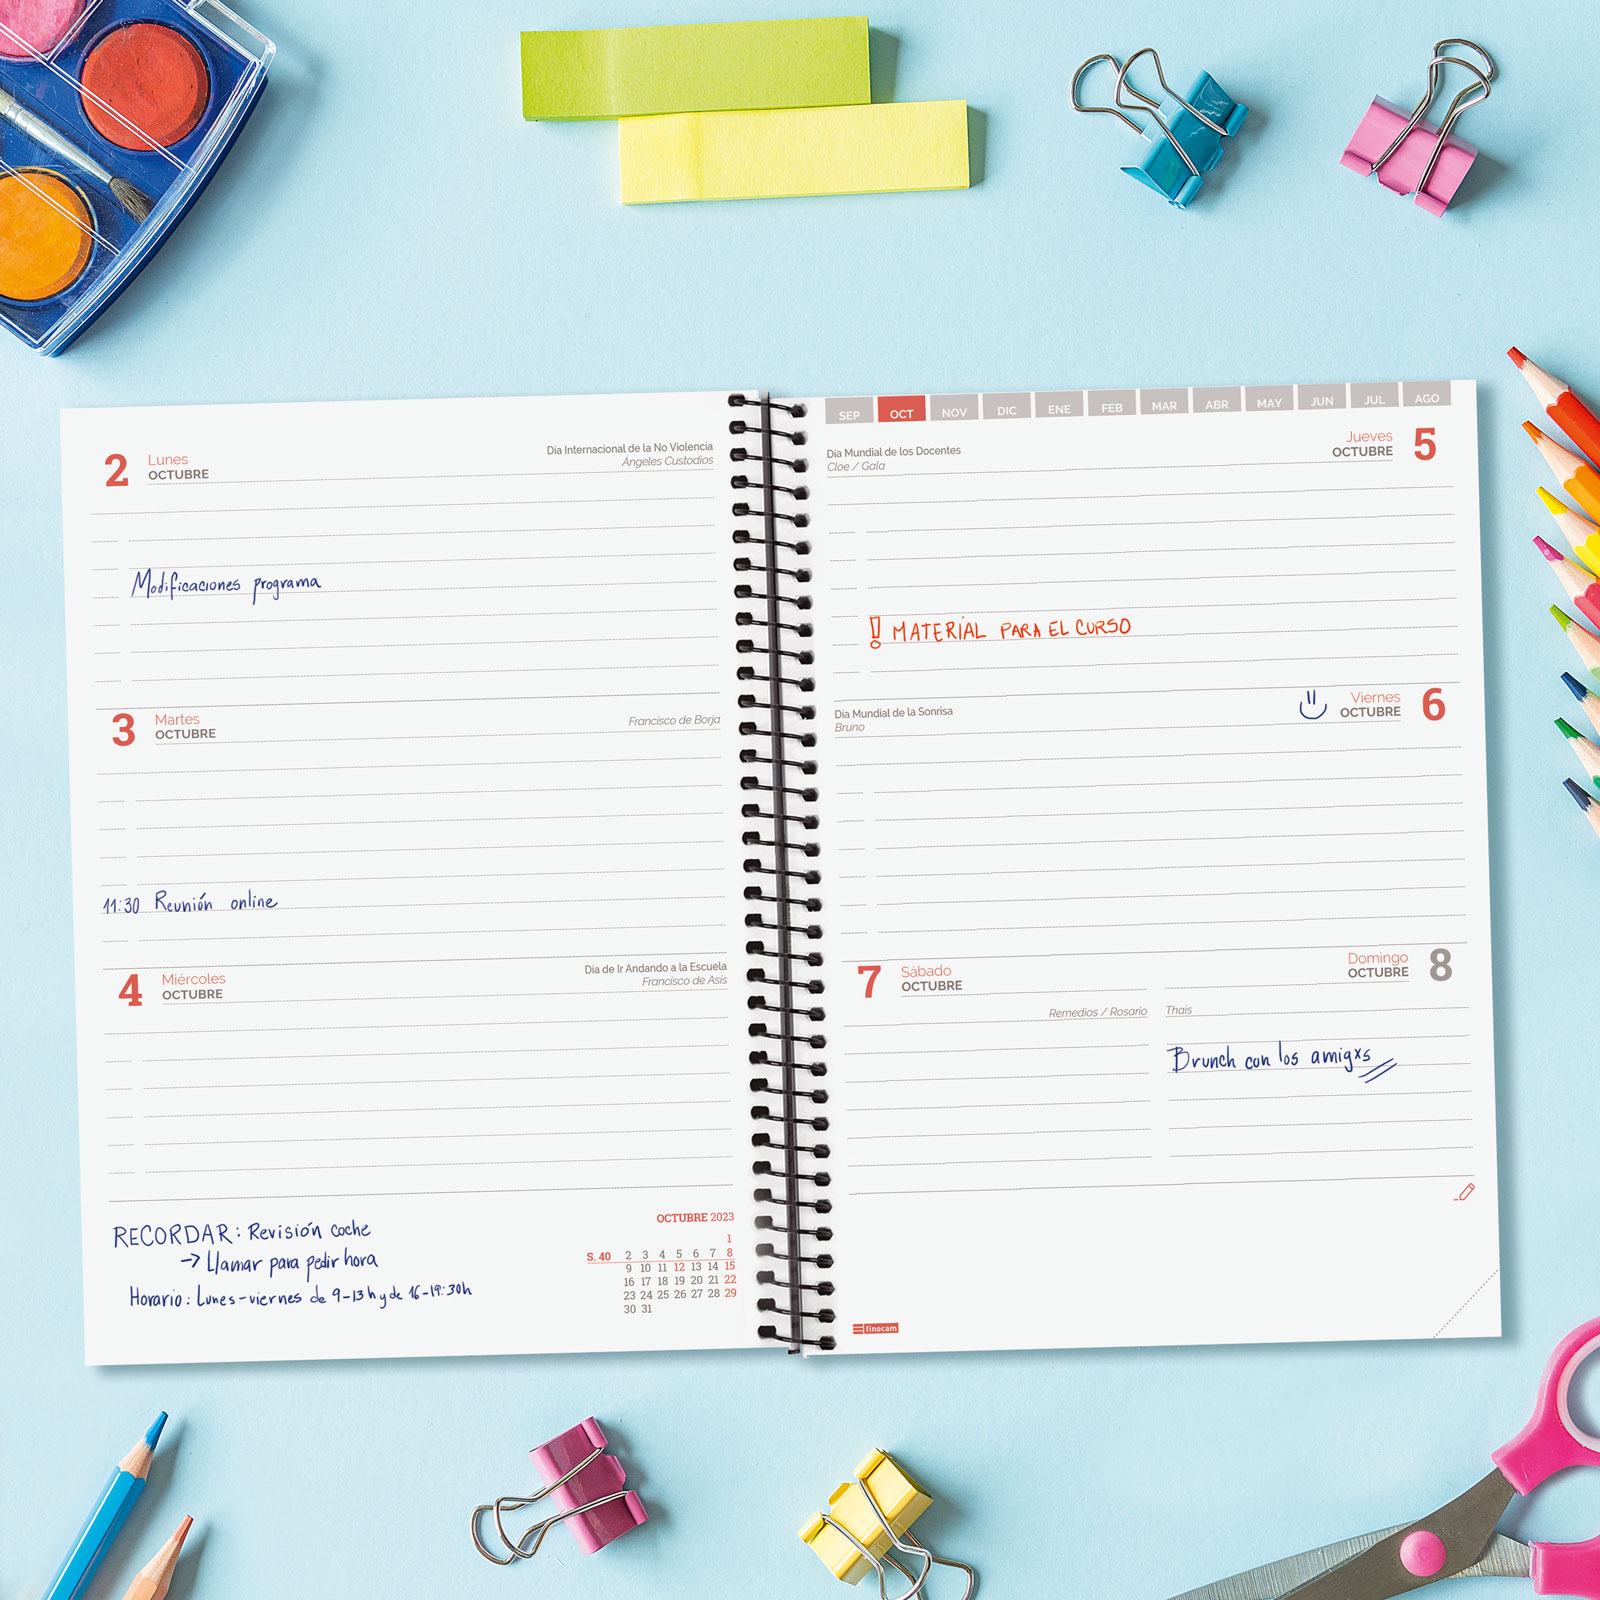 2 Lunes
OCTUBRE
Día Internacional de la No Violencia
Ángeles Custodios
Modificaciones programa
3 Martes
OCTUBRE
Francisco de Borja
11:30 Reunión online
4 Miércoles
OCTUBRE
Día de Ir Andando a la Escuela
Francisco de Asís
RECORDAR: Revisión coche
→ Llamar para pedir hora
Horario: Lunes-viernes de 9-13h y de 16-19:30h
OCTUBRE 2023
1
S. 40 2 3 4 5 6 7 8
9 10 11 12 13 14 15
16 17 18 19 20 21 22
23 24 25 26 27 28 29
30 31
SEP OCT NOV DIC ENE FEB MAR ABR MAY JUN JUL AGO
Día Mundial de los Docentes
Cloe / Gala
Jueves 5
OCTUBRE
! MATERIAL PARA EL CURSO
Día Mundial de la Sonrisa
Bruno
Viernes 6
OCTUBRE
7 Sábado
OCTUBRE
Remedios / Rosario
Domingo 8
OCTUBRE
Thais
Brunch con los amigxs
finocam